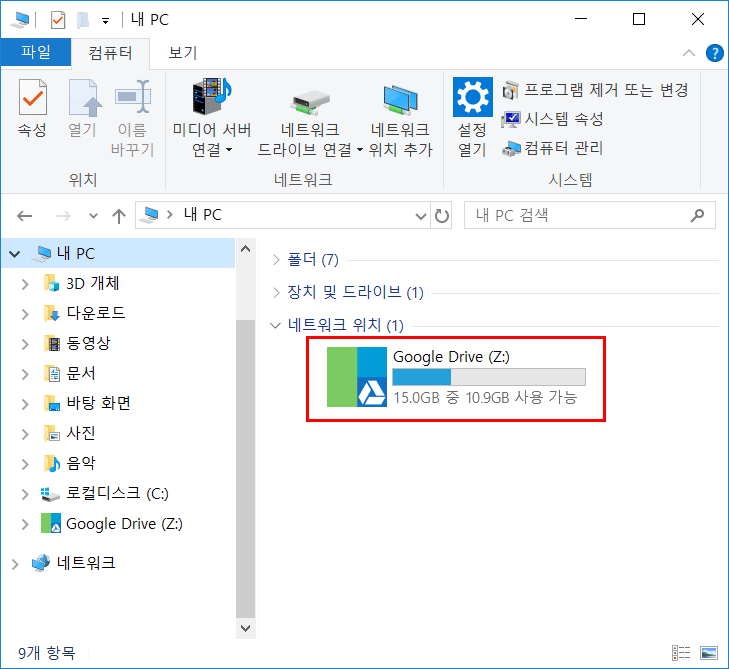 내 PC
파일 컴퓨터 보기
속성 열기 이름 바꾸기
위치
미디어 서버 연결
네트워크 드라이브 연결
네트워크 위치 추가
네트워크
설정 열기
프로그램 제거 또는 변경
시스템 속성
컴퓨터 관리
시스템
내 PC
내 PC 검색
내 PC
3D 개체
다운로드
동영상
문서
바탕 화면
사진
음악
로컬디스크 (C:)
Google Drive (Z:)
네트워크
폴더 (7)
장치 및 드라이브 (1)
네트워크 위치 (1)
Google Drive (Z:)
15.0GB 중 10.9GB 사용 가능
9개 항목